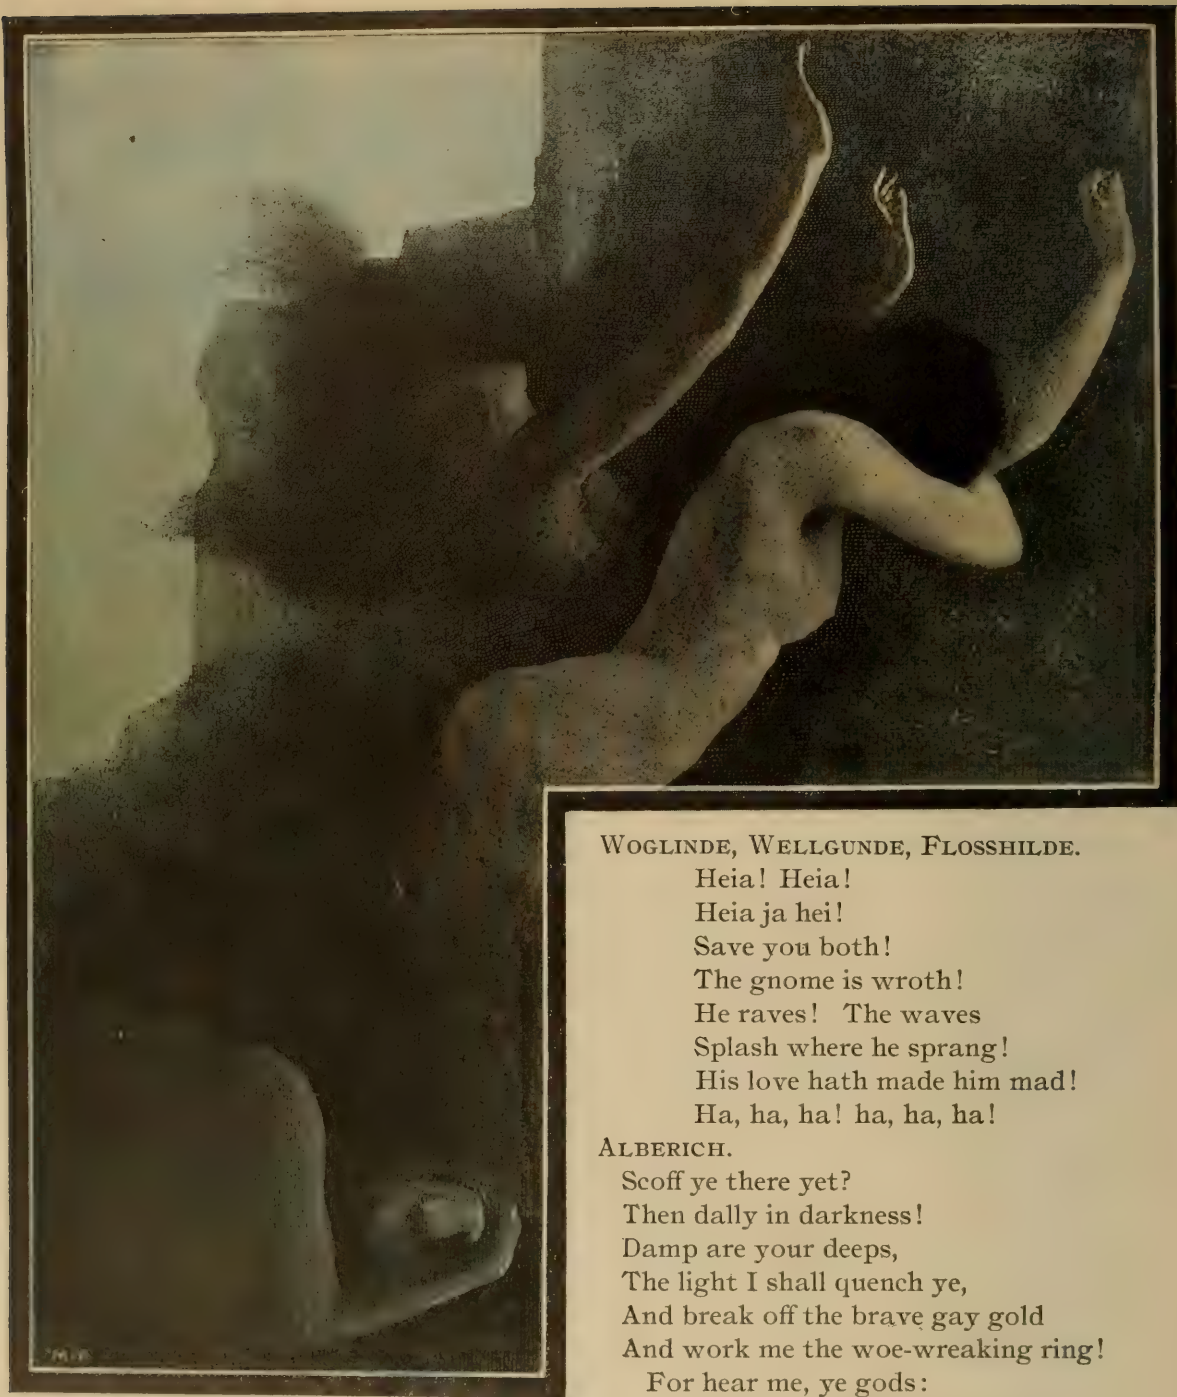 WOGLINDE, WELLGUNDE, FLOSSHILDE.
Heia! Heia!
Heia ja hei!
Save you both!
The gnome is wroth!
He raves! The waves
Splash where he sprang!
His love hath made him mad!
Ha, ha, ha! ha, ha, ha!
ALBERICH.
Scoff ye there yet?
Then dally in darkness!
Damp are your deeps,
The light I shall quench ye,
And break off the brave gay gold
And work me the woe-wreaking ring!
For hear me, ye gods: